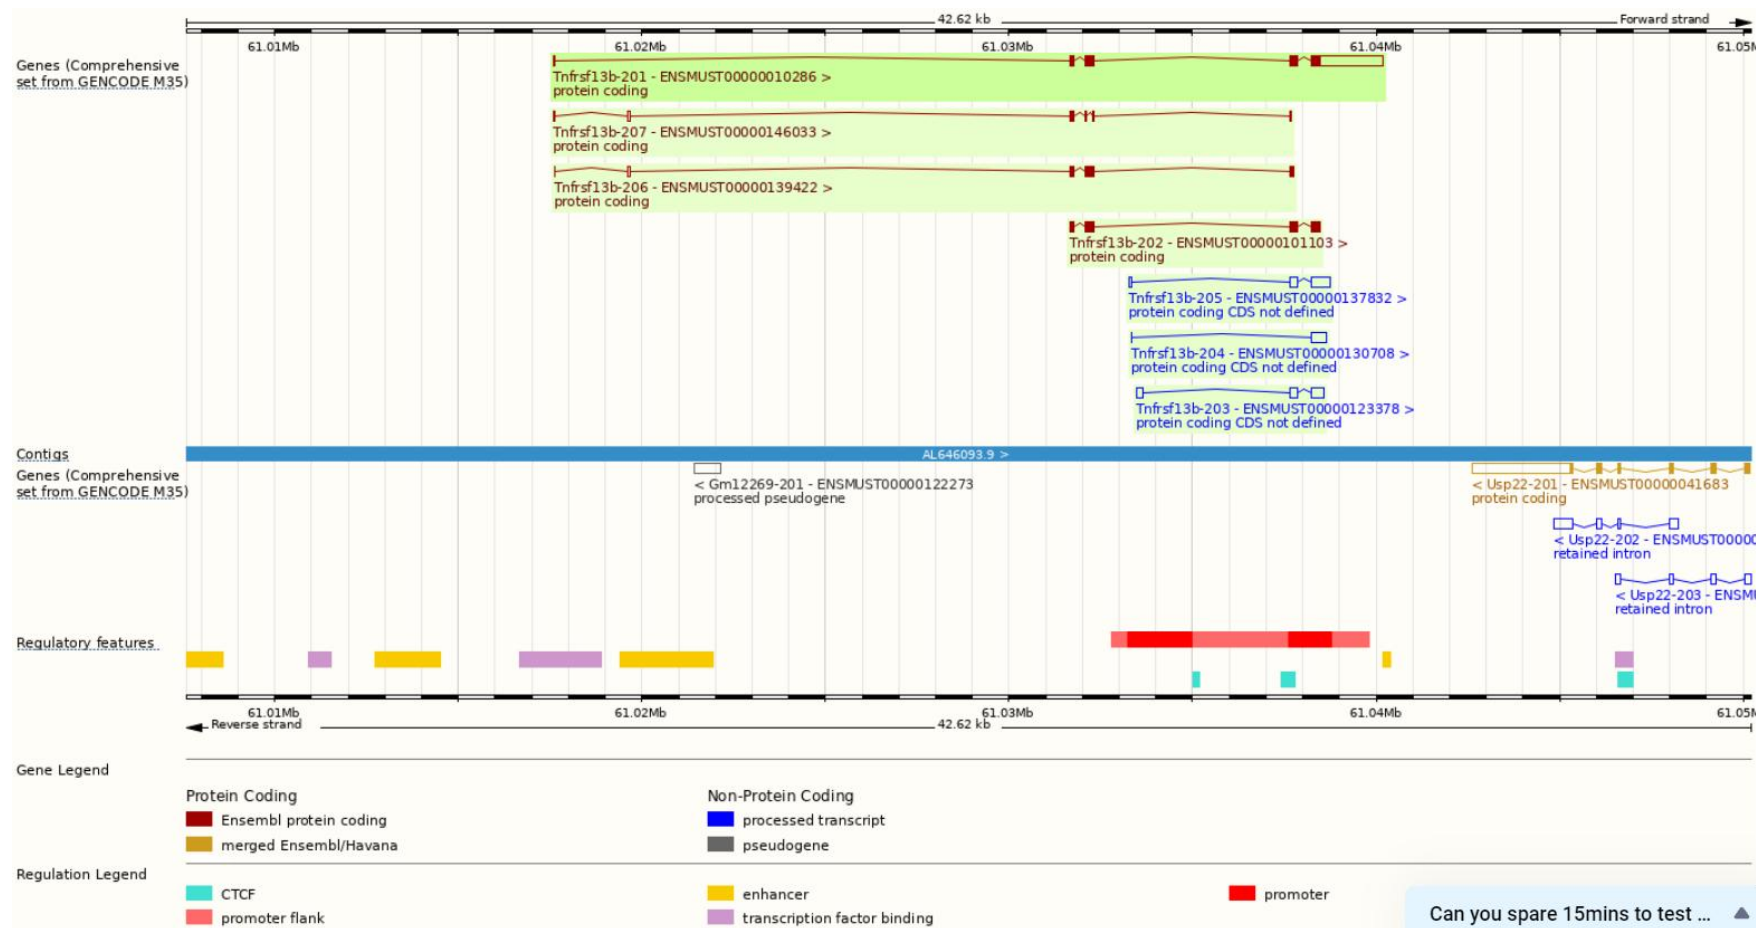 42.62 kb
Forward strand
61.01Mb 61.02Mb 61.03Mb 61.04Mb 61.05M
Genes (Comprehensive
set from GENCODE M35)
Tnfrsf13b-201 - ENSMUST00000010286 >
protein coding
Tnfrsf13b-207 - ENSMUST00000146033 >
protein coding
Tnfrsf13b-206 - ENSMUST00000139422 >
protein coding
Tnfrsf13b-202 - ENSMUST00000101103 >
protein coding
Tnfrsf13b-205 - ENSMUST00000137832 >
protein coding CDS not defined
Tnfrsf13b-204 - ENSMUST00000130708 >
protein coding CDS not defined
Tnfrsf13b-203 - ENSMUST00000123378 >
protein coding CDS not defined
Contigs
AL646093.9 >
Genes (Comprehensive
set from GENCODE M35)
< Gm12269-201 - ENSMUST00000122273
processed pseudogene
< Usp22-201 - ENSMUST00000041683
protein coding
< Usp22-202 - ENSMUST00000
retained intron
< Usp22-203 - ENSMU
retained intron
Regulatory features
61.01Mb 61.02Mb 61.03Mb 61.04Mb 61.05M
Reverse strand
42.62 kb
Gene Legend
Protein Coding
Non-Protein Coding
Ensembl protein coding
processed transcript
merged Ensembl/Havana
pseudogene
Regulation Legend
CTCF
enhancer
promoter
promoter flank
transcription factor binding
Can you spare 15mins to test ...